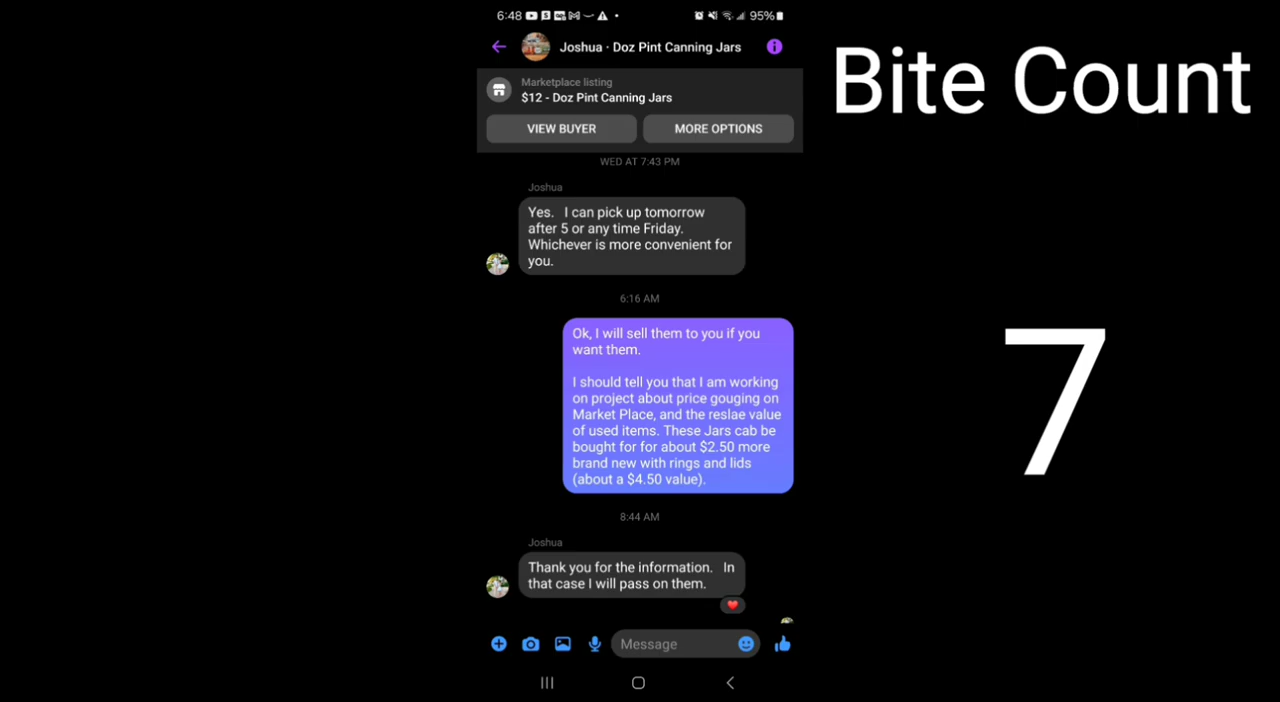 6:48
95%
Joshua · Doz Pint Canning Jars
Bite Count
Marketplace listing
$12 - Doz Pint Canning Jars
VIEW BUYER
MORE OPTIONS
WED AT 7:43 PM
Joshua
Yes. I can pick up tomorrow
after 5 or any time Friday.
Whichever is more convenient for
you.
6:16 AM
Ok, I will sell them to you if you
want them.
I should tell you that I am working
on project about price gouging on
Market Place, and the reslae value
of used items. These Jars cab be
bought for for about $2.50 more
brand new with rings and lids
(about a $4.50 value).
7
8:44 AM
Joshua
Thank you for the information. In
that case I will pass on them.
Message